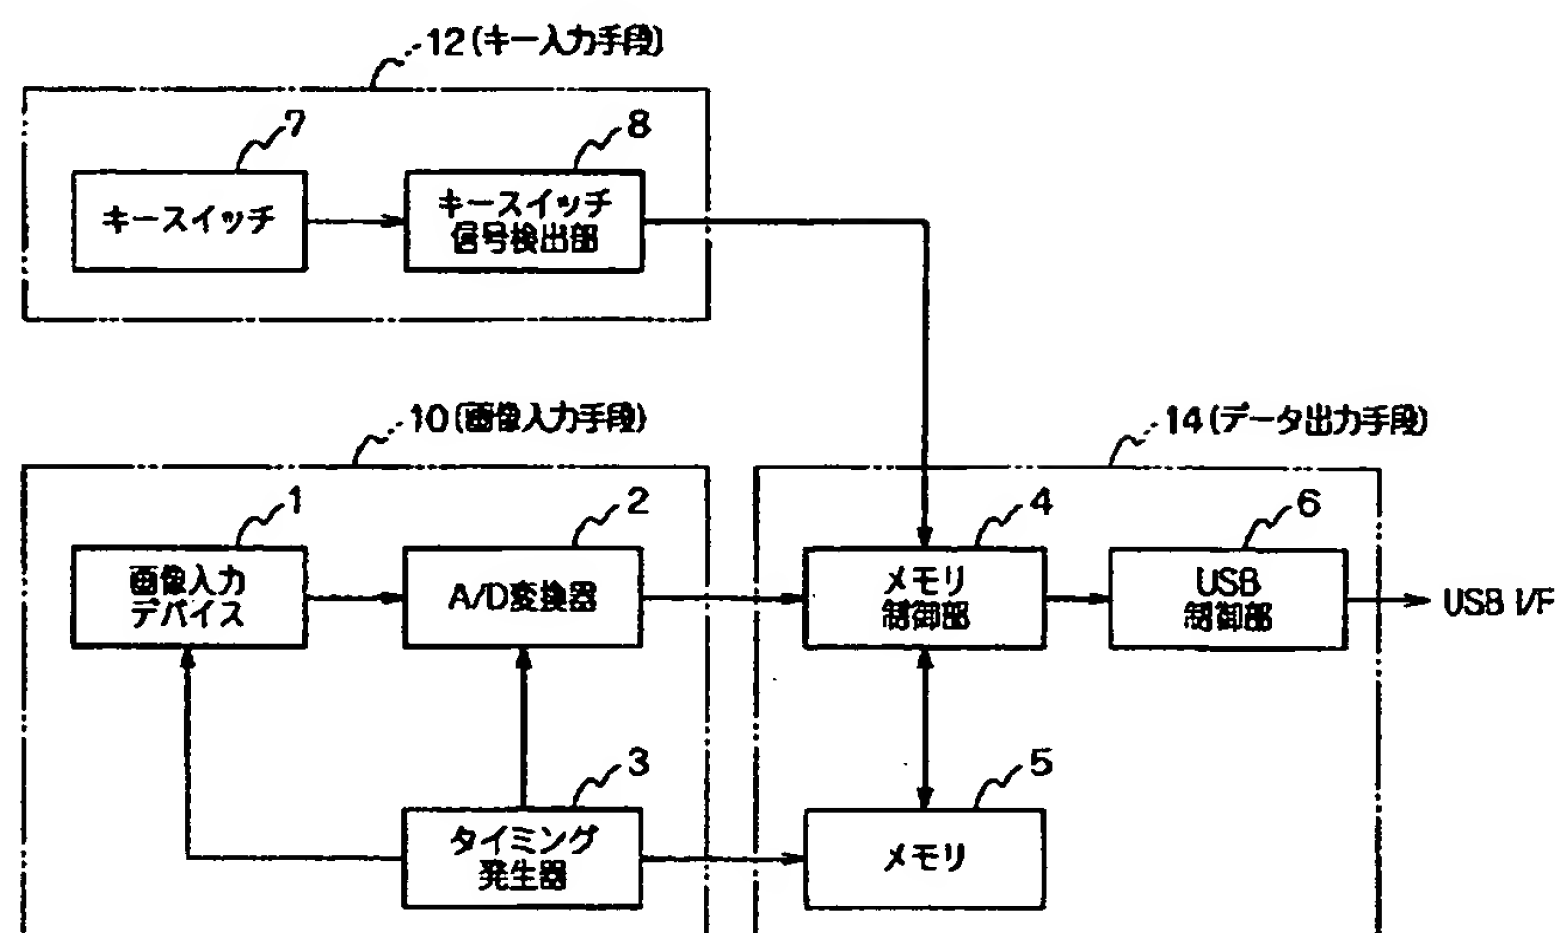 12(キー入力手段)
7
8
キースイッチ
キースイッチ
信号検出部
10(画像入力手段)
14(データ出力手段)
1
2
4
6
画像入力
デバイス
A/D変換器
メモリ
制御部
USB
制御部
USB I/F
3
5
タイミング
発生器
メモリ